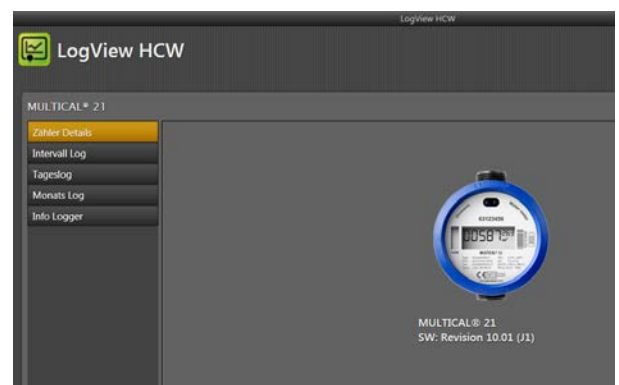 LogView HCW
LogView HCW
MULTICAL® 21
Zähler Details
Intervall Log
Tageslog
Monats Log
Info Logger
63123456
MULTICAL® 21
SW: Revision 10.01 (J1)